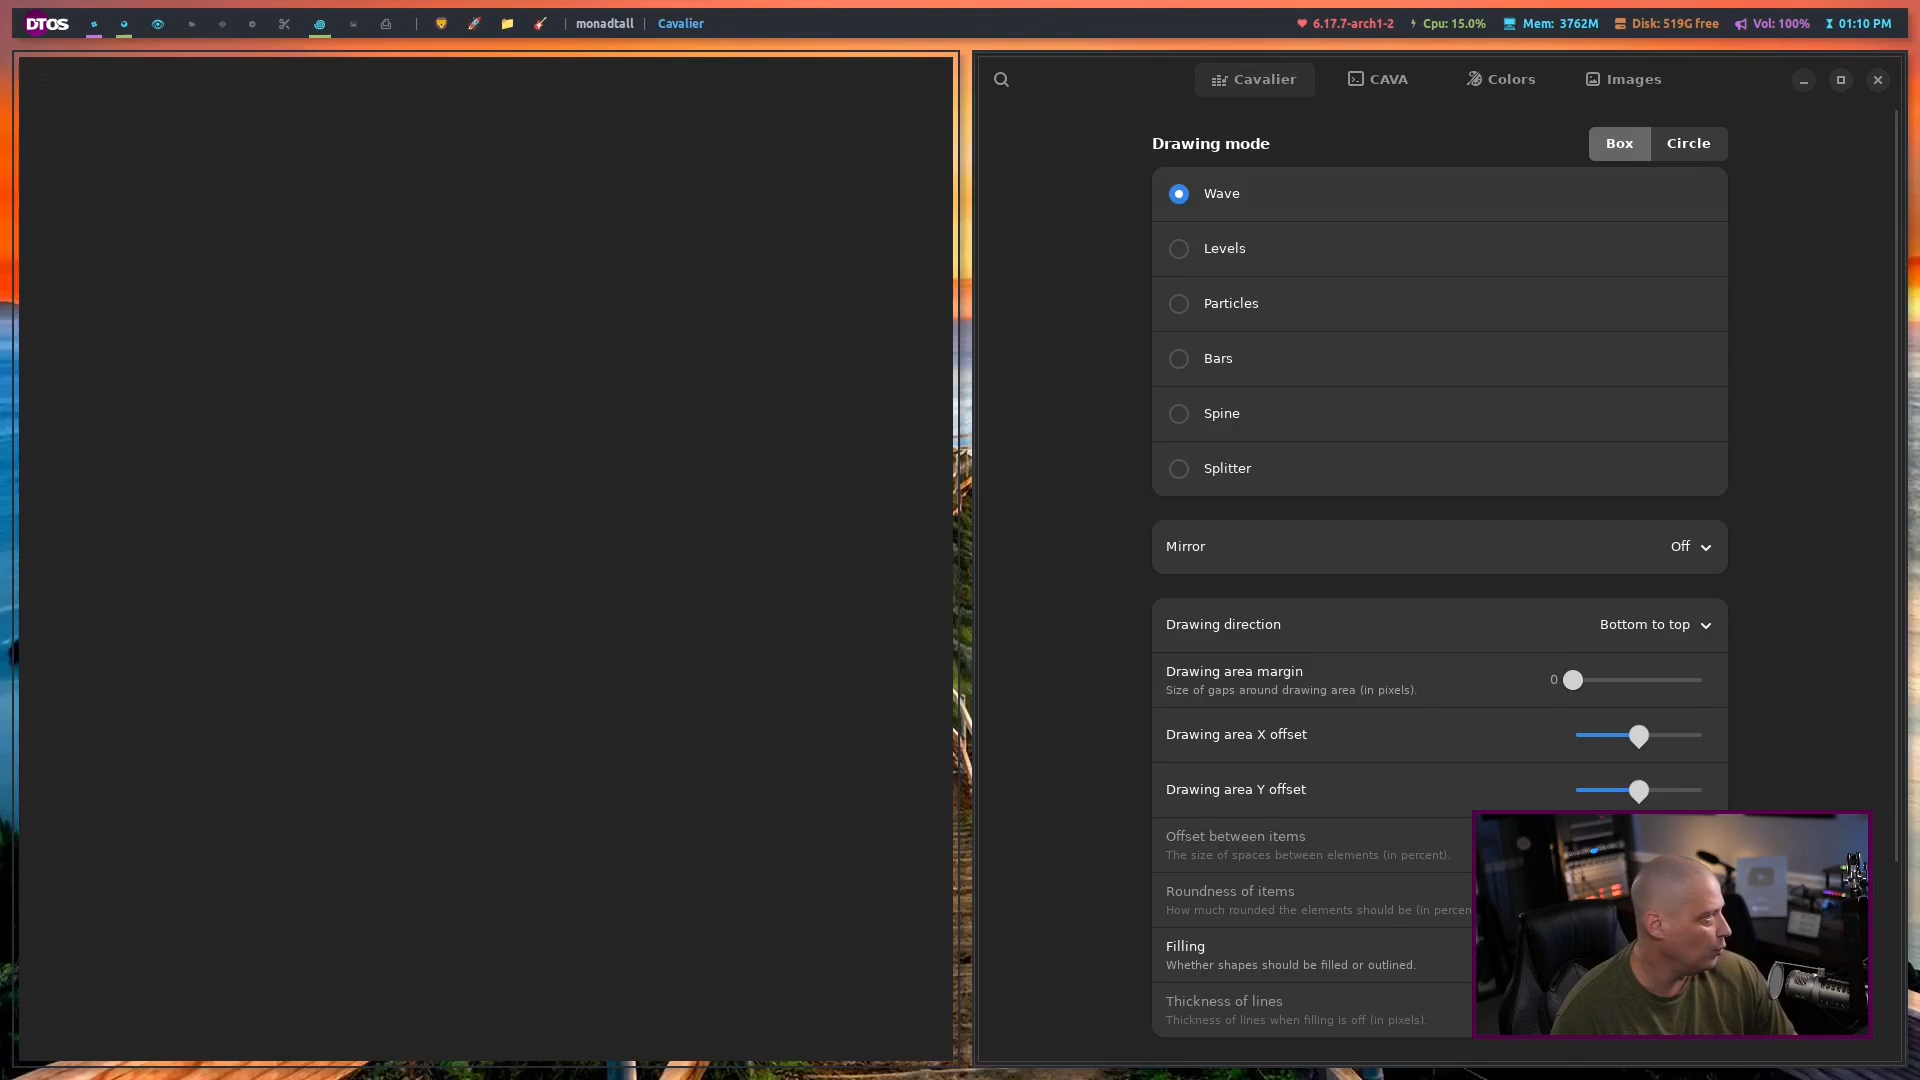 DTOS | monadtall | Cavalier 6.17.7-arch1-2 Cpu: 15.0% Mem: 3762M Disk: 519G free Vol: 100% 01:10 PM
Cavalier CAVA Colors Images
Drawing mode Box Circle
Wave
Levels
Particles
Bars
Spine
Splitter
Mirror Off
Drawing direction Bottom to top
Drawing area margin 0
Size of gaps around drawing area (in pixels).
Drawing area X offset
Drawing area Y offset
Offset between items
The size of spaces between elements (in percent).
Roundness of items
How much rounded the elements should be (in percen
Filling
Whether shapes should be filled or outlined.
Thickness of lines
Thickness of lines when filling is off (in pixels).